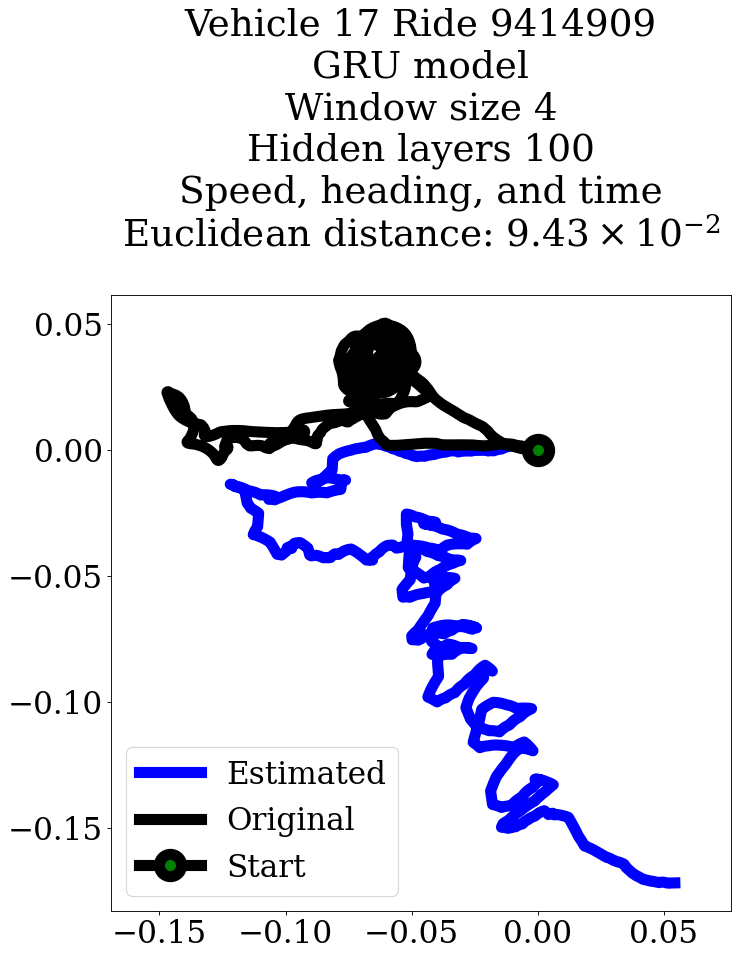 Vehicle 17 Ride 9414909
GRU model
Window size 4
Hidden layers 100
Speed, heading, and time
Euclidean distance: 9.43 × 10⁻²
0.05
0.00
−0.05
−0.10
−0.15
Estimated
Original
Start
−0.15 −0.10 −0.05 0.00 0.05